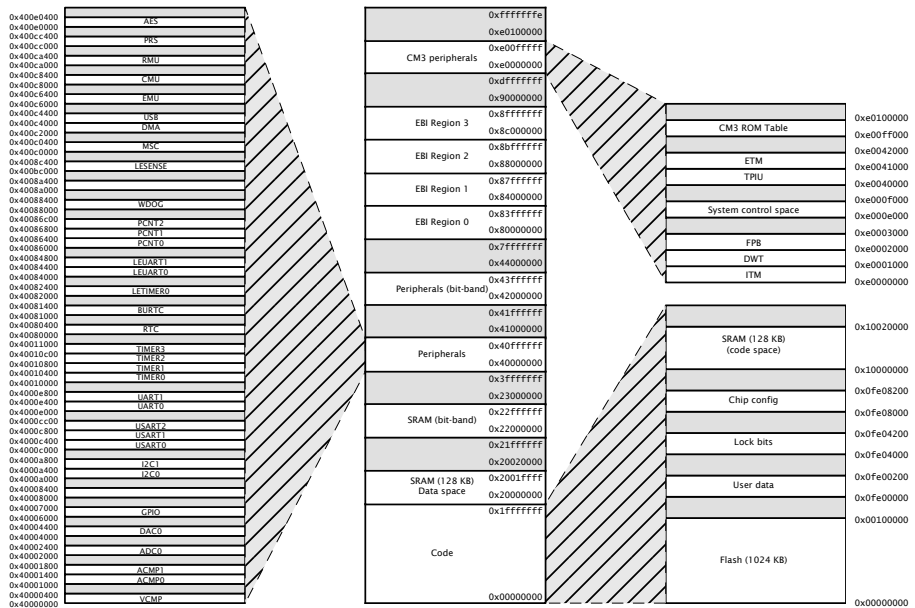 0x400e0400
AES
0x400e0000
0x400cc400
PRS
0x400cc000
0x400ca400
RMU
0x400ca000
0x400c8400
CMU
0x400c8000
0x400c6400
EMU
0x400c6000
0x400c4400
USB
0x400c4000
DMA
0x400c2000
0x400c0400
MSC
0x400c0000
0x4008c400
LESENSE
0x400bc000
0x4008a400
0x4008a000
0x40088400
WDOG
0x40088000
0x40086c00
PCNT2
0x40086800
PCNT1
0x40086400
PCNT0
0x40086000
0x40084800
LEUART1
0x40084400
LEUART0
0x40084000
0x40082400
LETIMER0
0x40082000
0x40081400
BURTC
0x40081000
0x40080400
RTC
0x40080000
0x40011000
TIMER3
0x40010c00
TIMER2
0x40010800
TIMER1
0x40010400
TIMER0
0x40010000
0x4000e800
UART1
0x4000e400
UART0
0x4000e000
0x4000cc00
USART2
0x4000c800
USART1
0x4000c400
USART0
0x4000c000
0x4000a800
I2C1
0x4000a400
I2C0
0x4000a000
0x40008400
0x40008000
0x40007000
GPIO
0x40006000
0x40004400
DAC0
0x40004000
0x40002400
ADC0
0x40002000
0x40001800
ACMP1
0x40001400
ACMP0
0x40001000
0x40000400
VCMP
0x40000000
0xfffffffe
0xe0100000
0xe00fffff
CM3 peripherals
0xe0000000
0xdfffffff
0x90000000
0x8fffffff
EBI Region 3
0x8c000000
0x8bffffff
EBI Region 2
0x88000000
0x87ffffff
EBI Region 1
0x84000000
0x83ffffff
EBI Region 0
0x80000000
0x7fffffff
0x44000000
0x43ffffff
Peripherals (bit-band)
0x42000000
0x41ffffff
0x41000000
0x40ffffff
Peripherals
0x40000000
0x3fffffff
0x23000000
0x22ffffff
SRAM (bit-band)
0x22000000
0x21ffffff
0x20020000
0x2001ffff
SRAM (128 KB)
Data space
0x20000000
0x1fffffff
Code
0x00000000
0xe0100000
CM3 ROM Table
0xe00ff000
0xe0042000
ETM
0xe0041000
TPIU
0xe0040000
0xe000f000
System control space
0xe000e000
0xe0003000
FPB
0xe0002000
DWT
0xe0001000
ITM
0xe0000000
0x10020000
SRAM (128 KB)
(code space)
0x10000000
0x0fe08200
Chip config
0x0fe08000
0x0fe04200
Lock bits
0x0fe04000
0x0fe00200
User data
0x0fe00000
0x00100000
Flash (1024 KB)
0x00000000